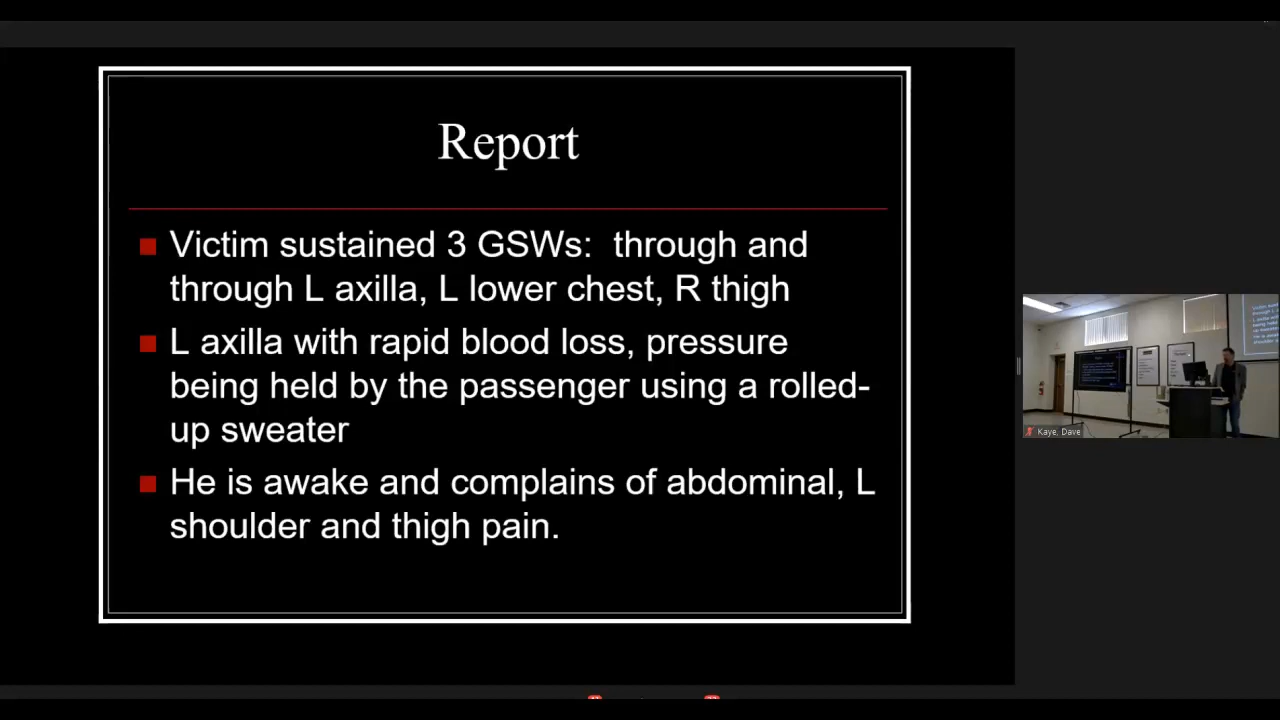 Report
Victim sustained 3 GSWs:  through and
through L axilla, L lower chest, R thigh
L axilla with rapid blood loss, pressure
being held by the passenger using a rolled-
up sweater
He is awake and complains of abdominal, L
shoulder and thigh pain.
Kaye, Dave